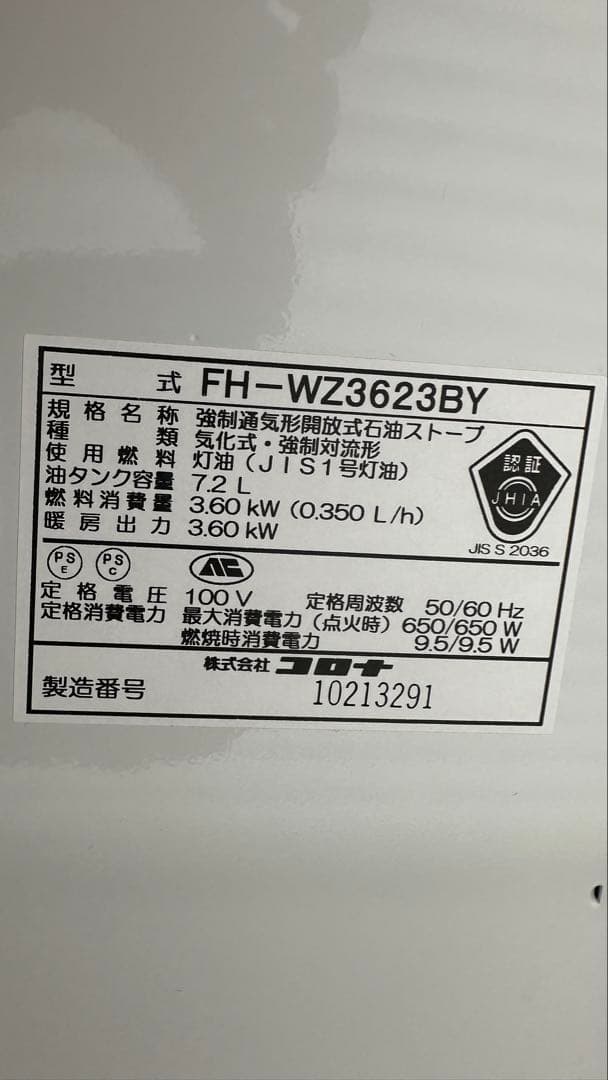 型式 FH-WZ3623BY
規格名称 強制通気形開放式石油ストーブ
種類 気化式・強制対流形
使用燃料 灯油(JIS1号灯油)
油タンク容量 7.2 L
燃料消費量 3.60 kW (0.350 L/h)
暖房出力 3.60 kW
認証
JHIA
JIS S 2036
PS E
PS C
定格電圧 100 V 定格周波数 50/60 Hz
定格消費電力 最大消費電力(点火時) 650/650 W
燃焼時消費電力 9.5/9.5 W
株式会社 コロナ
製造番号 10213291